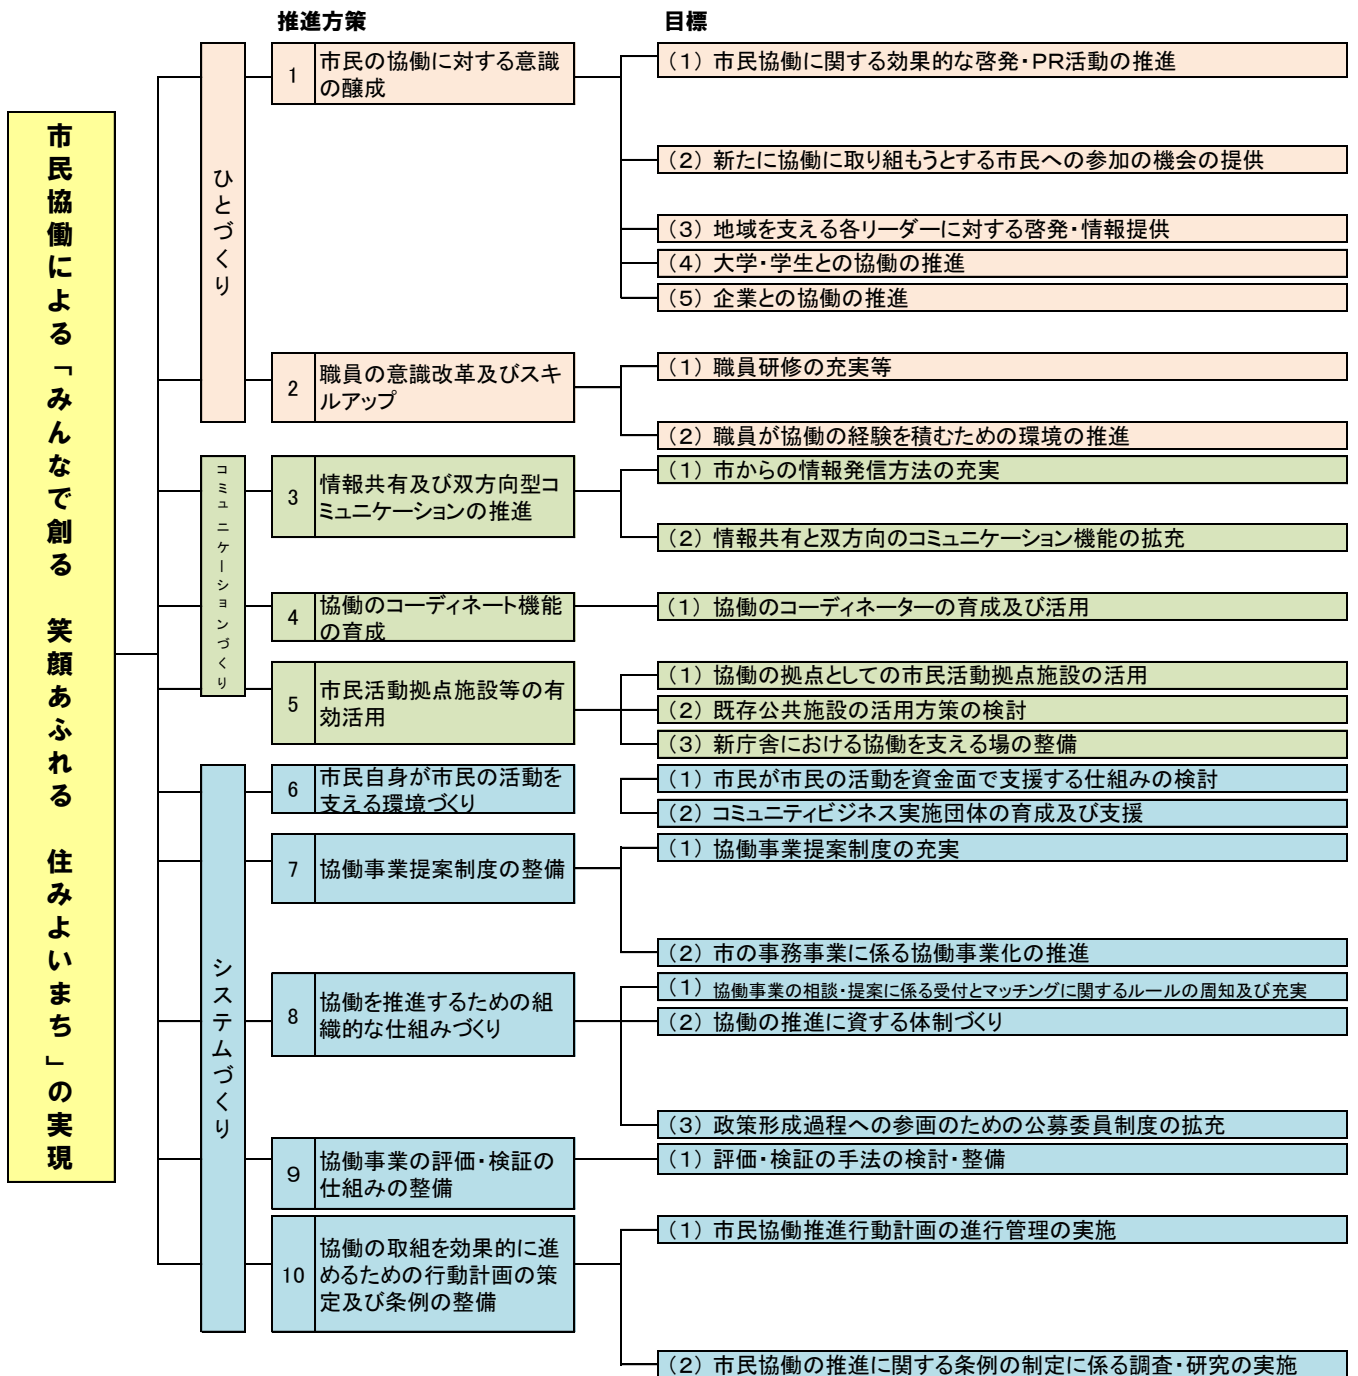 推進方策
目標
市民協働による「みんなで創る　笑顔あふれる　住みよいまち」の実現
ひとづくり
1
市民の協働に対する意識
の醸成
（１）市民協働に関する効果的な啓発・PR活動の推進
（２）新たに協働に取り組もうとする市民への参加の機会の提供
（３）地域を支える各リーダーに対する啓発・情報提供
（４）大学・学生との協働の推進
（５）企業との協働の推進
2
職員の意識改革及びスキ
ルアップ
（１）職員研修の充実等
（２）職員が協働の経験を積むための環境の推進
コミュニケーションづくり
3
情報共有及び双方向型コ
ミュニケーションの推進
（１）市からの情報発信方法の充実
（２）情報共有と双方向のコミュニケーション機能の拡充
4
協働のコーディネート機能
の育成
（１）協働のコーディネーターの育成及び活用
5
市民活動拠点施設等の有
効活用
（１）協働の拠点としての市民活動拠点施設の活用
（２）既存公共施設の活用方策の検討
（３）新庁舎における協働を支える場の整備
システムづくり
6
市民自身が市民の活動を
支える環境づくり
（１）市民が市民の活動を資金面で支援する仕組みの検討
（２）コミュニティビジネス実施団体の育成及び支援
7
協働事業提案制度の整備
（１）協働事業提案制度の充実
（２）市の事務事業に係る協働事業化の推進
8
協働を推進するための組
織的な仕組みづくり
（１）協働事業の相談・提案に係る受付とマッチングに関するルールの周知及び充実
（２）協働の推進に資する体制づくり
（３）政策形成過程への参画のための公募委員制度の拡充
9
協働事業の評価・検証の
仕組みの整備
（１）評価・検証の手法の検討・整備
10
協働の取組を効果的に進
めるための行動計画の策
定及び条例の整備
（１）市民協働推進行動計画の進行管理の実施
（２）市民協働の推進に関する条例の制定に係る調査・研究の実施